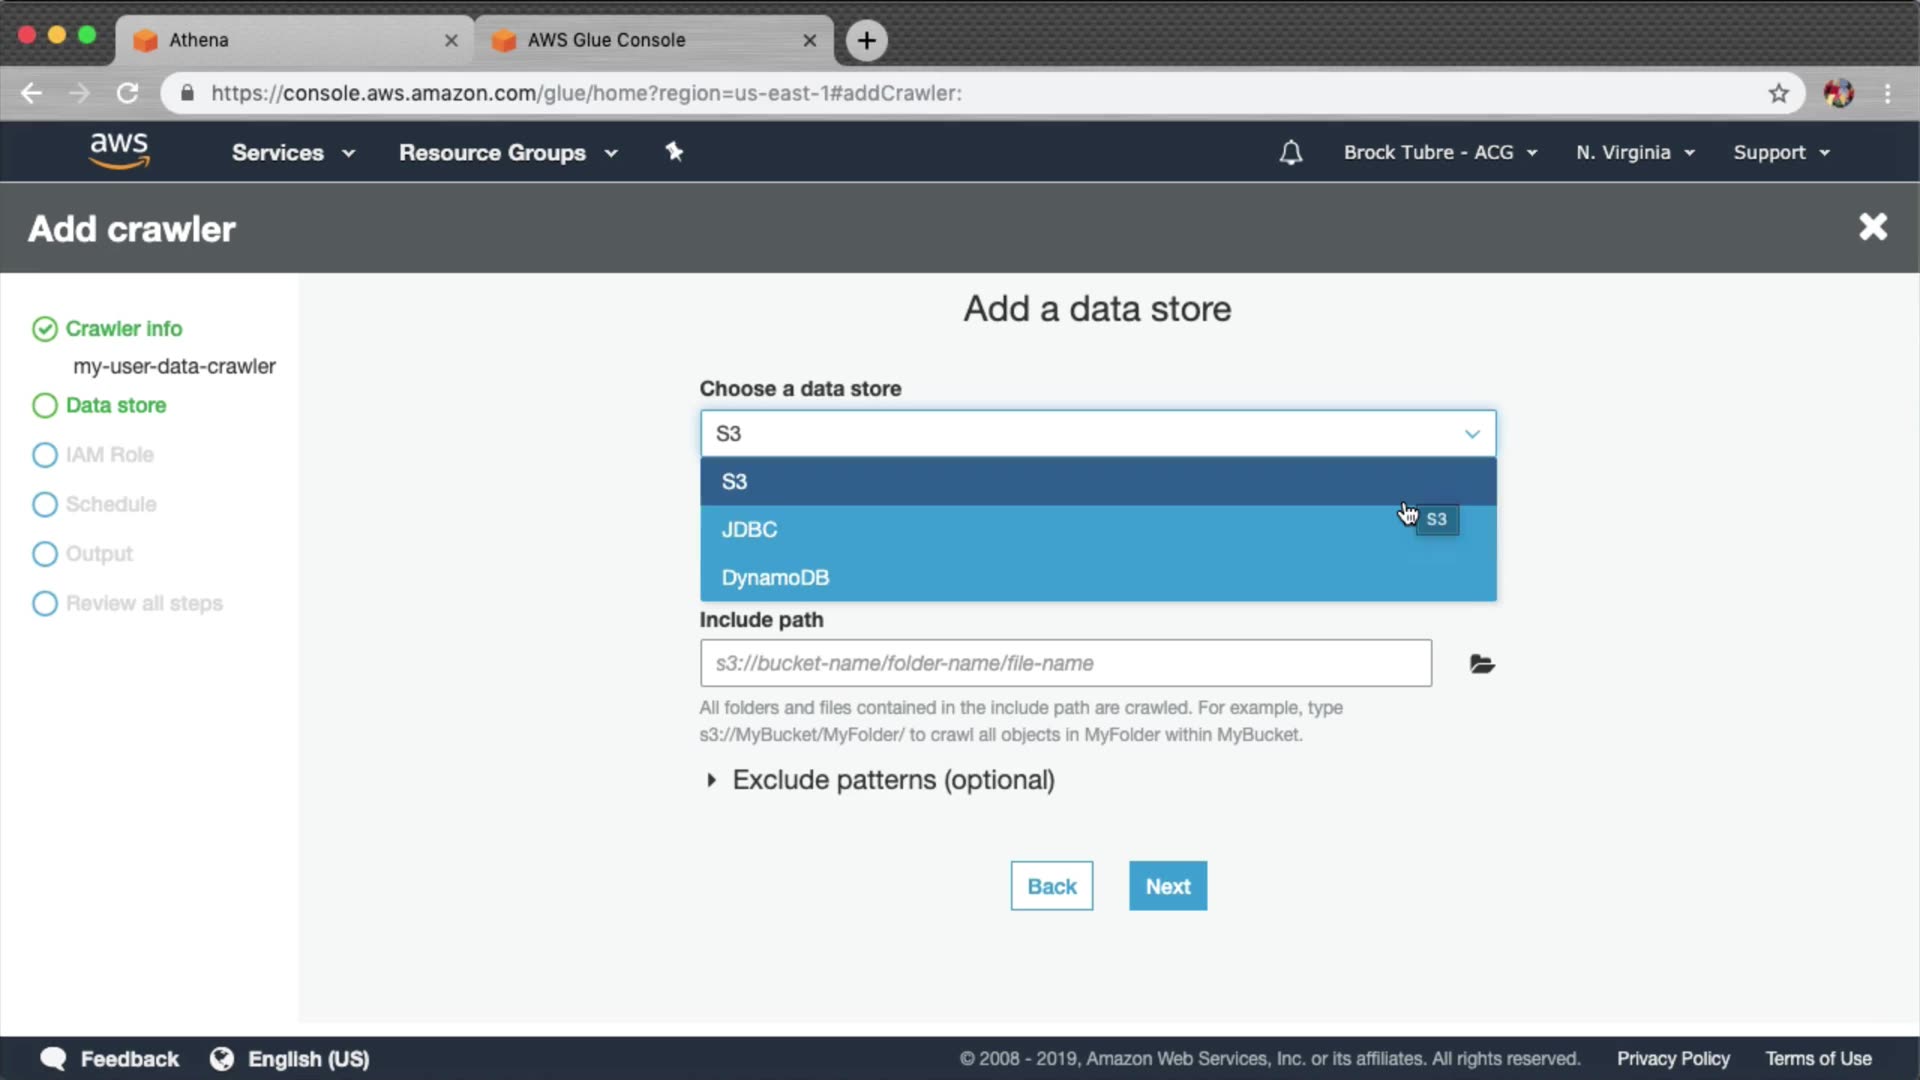 Athena
AWS Glue Console
https://console.aws.amazon.com/glue/home?region=us-east-1#addCrawler:
aws
Services
Resource Groups
Brock Tubre - ACG
N. Virginia
Support
Add crawler
Crawler info
my-user-data-crawler
Data store
IAM Role
Schedule
Output
Review all steps
Add a data store
Choose a data store
S3
S3
JDBC
DynamoDB
S3
Include path
s3://bucket-name/folder-name/file-name
All folders and files contained in the include path are crawled. For example, type
s3://MyBucket/MyFolder/ to crawl all objects in MyFolder within MyBucket.
Exclude patterns (optional)
Back
Next
Feedback
English (US)
© 2008 - 2019, Amazon Web Services, Inc. or its affiliates. All rights reserved.
Privacy Policy
Terms of Use